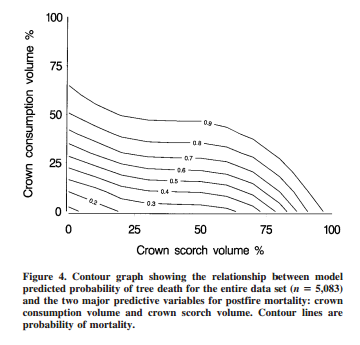 100
75
50
25
0
Crown consumption volume %
0.9
0.8
0.7
0.6
0.5
0.4
0.3
0.2
0 25 50 75 100
Crown scorch volume %
Figure 4. Contour graph showing the relationship between model
predicted probability of tree death for the entire data set (n = 5,083)
and the two major predictive variables for postfire mortality: crown
consumption volume and crown scorch volume. Contour lines are
probability of mortality.